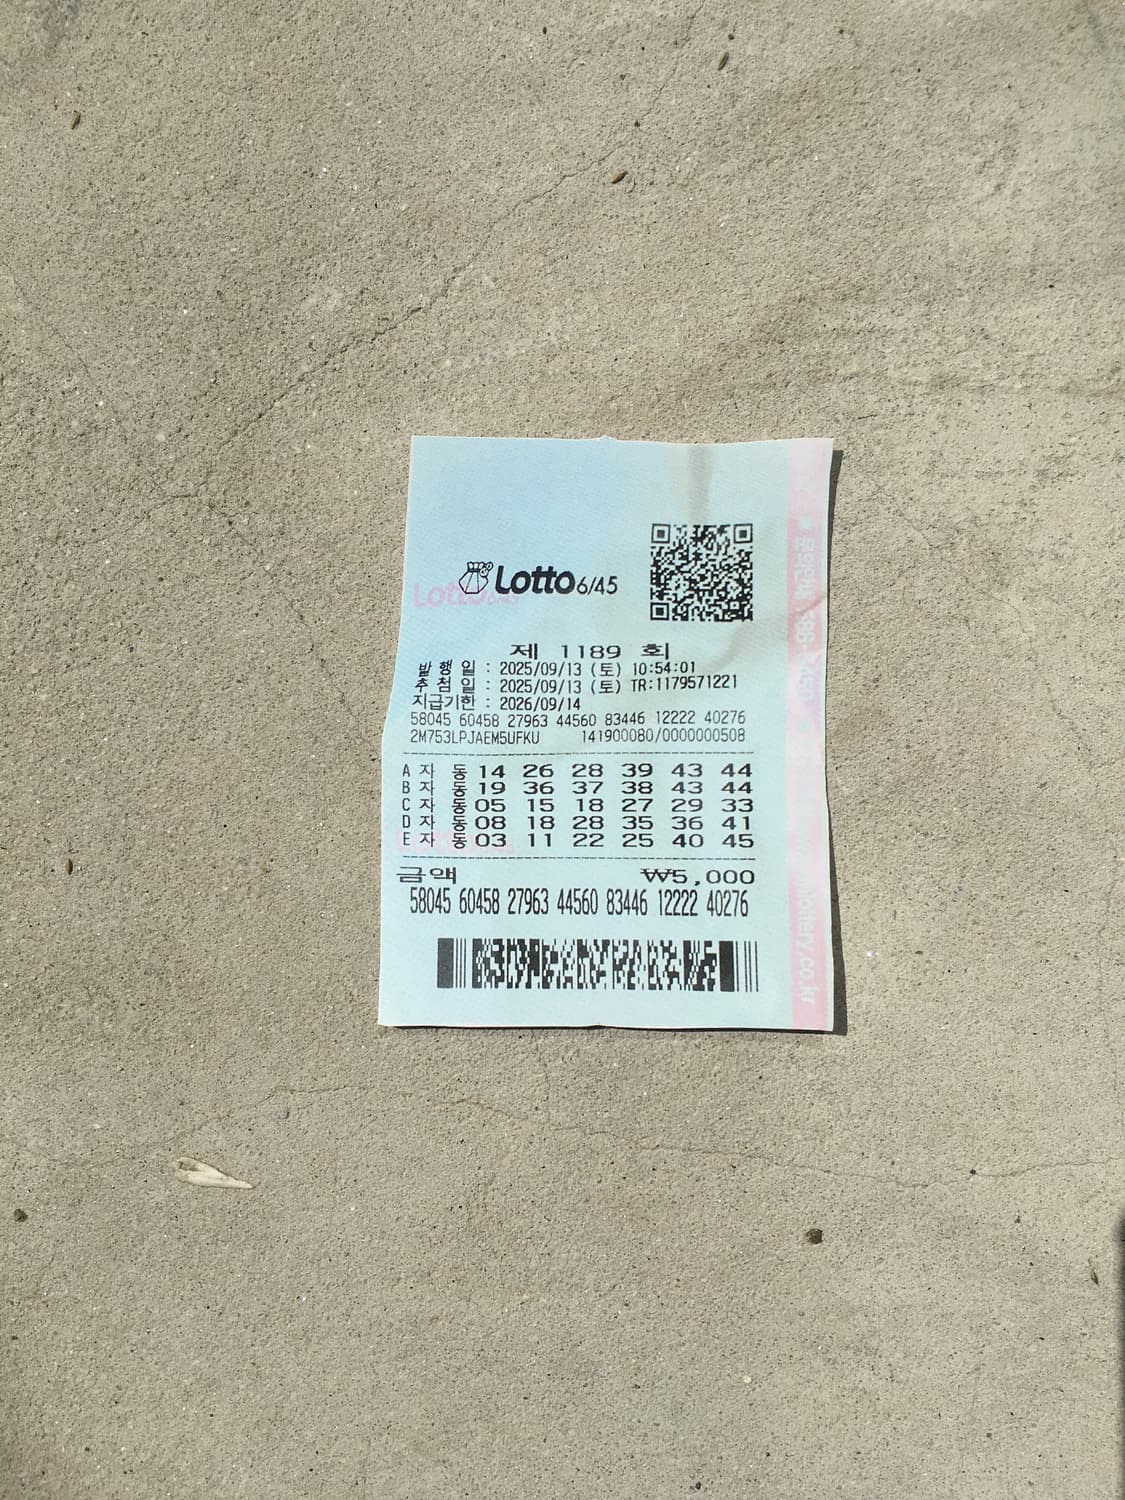 Lotto 6/45
제 1189 회
발 행 일 : 2025/09/13 (토) 10:54:01
추 첨 일 : 2025/09/13 (토) TR:1179571221
지급기한 : 2026/09/14
58045 60458 27963 44560 83446 12222 40276
2M753LPJAEM5UFKU 141900080/0000000508
A 자 동 14 26 28 39 43 44
B 자 동 19 36 37 38 43 44
C 자 동 05 15 18 27 29 33
D 자 동 08 18 28 35 36 41
E 자 동 03 11 22 25 40 45
금액 ₩5,000
58045 60458 27963 44560 83446 12222 40276